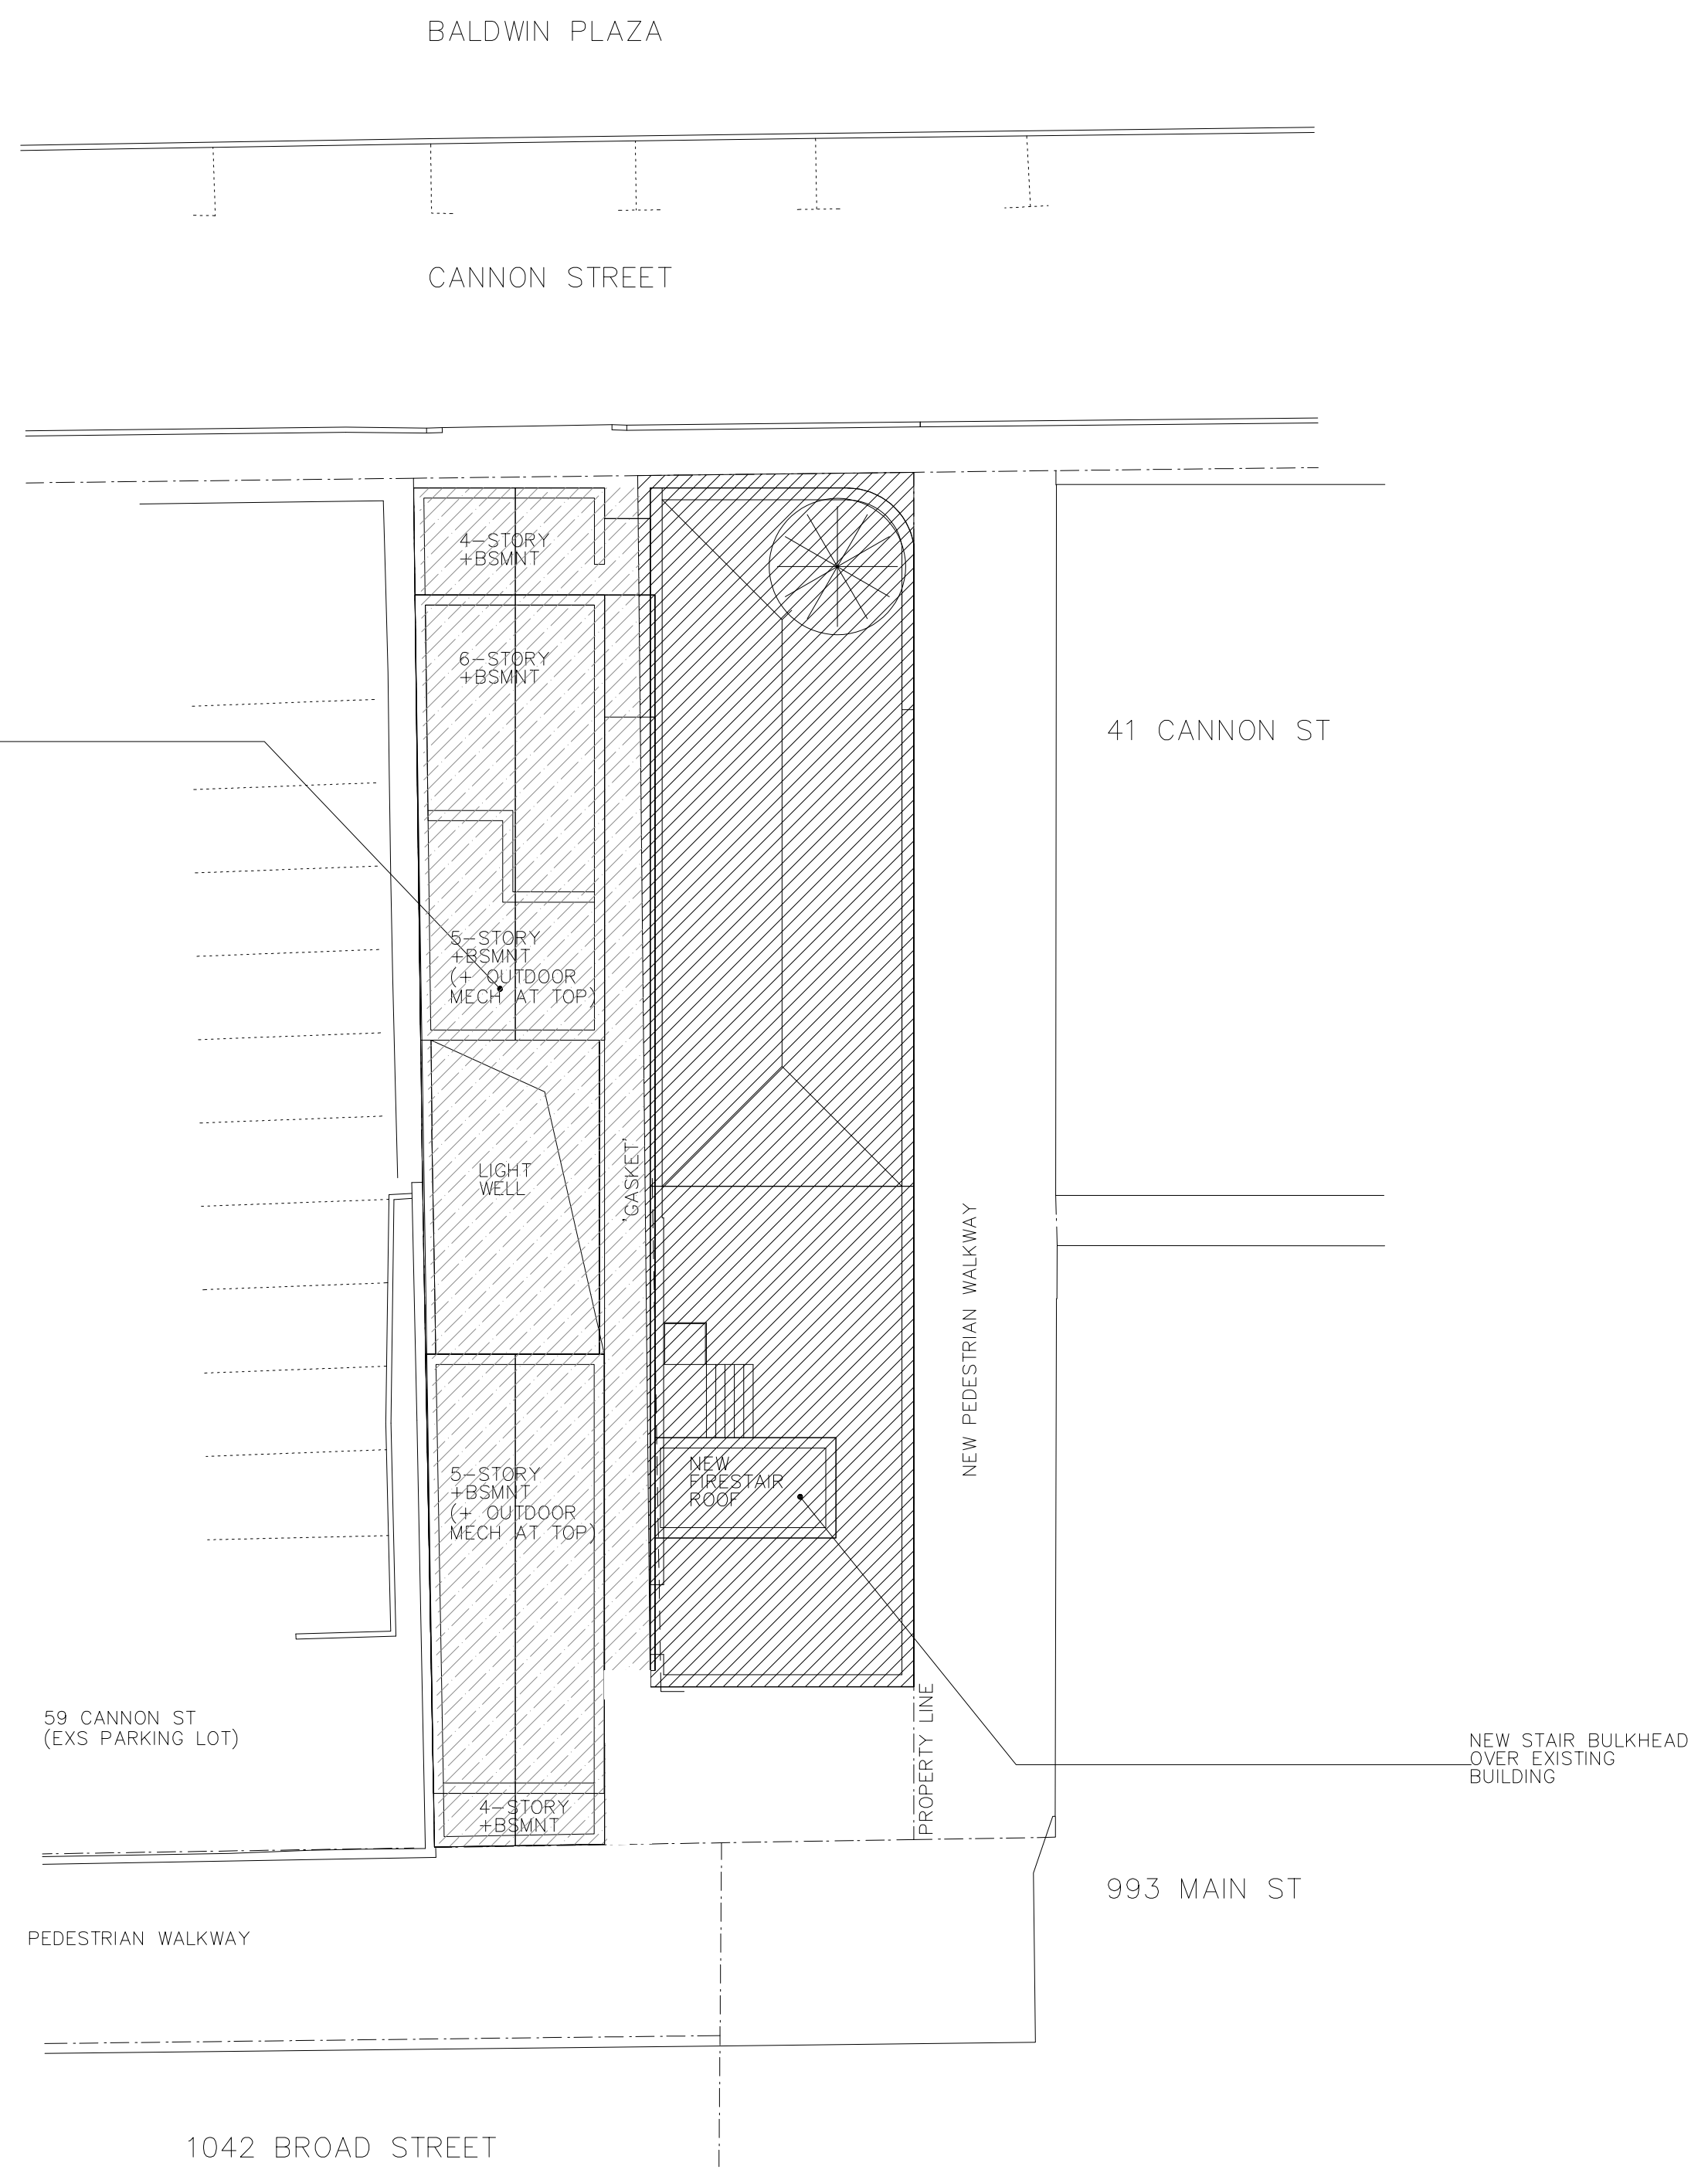 BALDWIN PLAZA
CANNON STREET
4-STORY
+BSMNT
6-STORY
+BSMNT
41 CANNON ST
5-STORY
+BSMNT
(+ OUTDOOR
MECH AT TOP)
LIGHT
WELL
'GASKET'
NEW PEDESTRIAN WALKWAY
5-STORY
+BSMNT
(+ OUTDOOR
MECH AT TOP)
NEW
FIRESTAIR
ROOF
PROPERTY LINE
59 CANNON ST
(EXS PARKING LOT)
NEW STAIR BULKHEAD
OVER EXISTING
BUILDING
4-STORY
+BSMNT
993 MAIN ST
PEDESTRIAN WALKWAY
1042 BROAD STREET